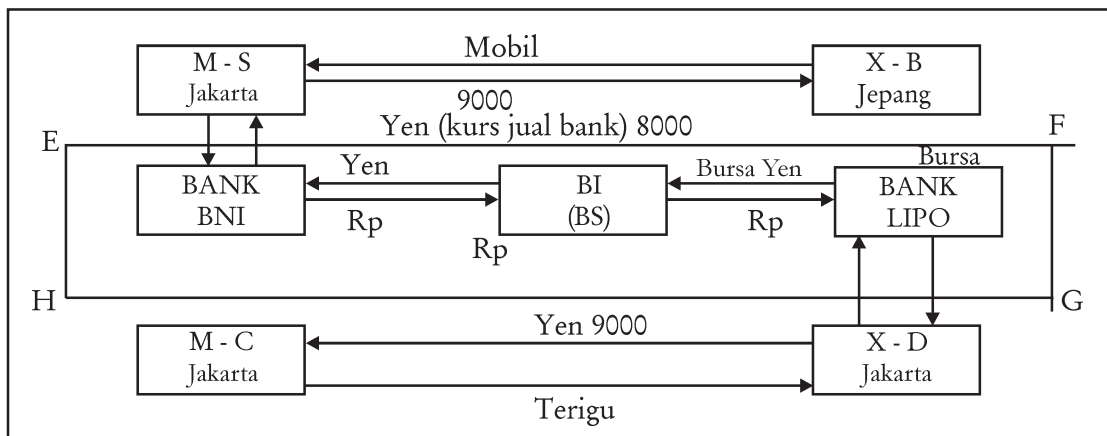 M - S
Jakarta
Mobil
9000
X - B
Jepang
Yen (kurs jual bank) 8000
E
F
BANK
BNI
Yen
Rp
Rp
BI
(BS)
Bursa Yen
Rp
Bursa
BANK
LIPO
H
G
M - C
Jakarta
Yen 9000
Terigu
X - D
Jakarta